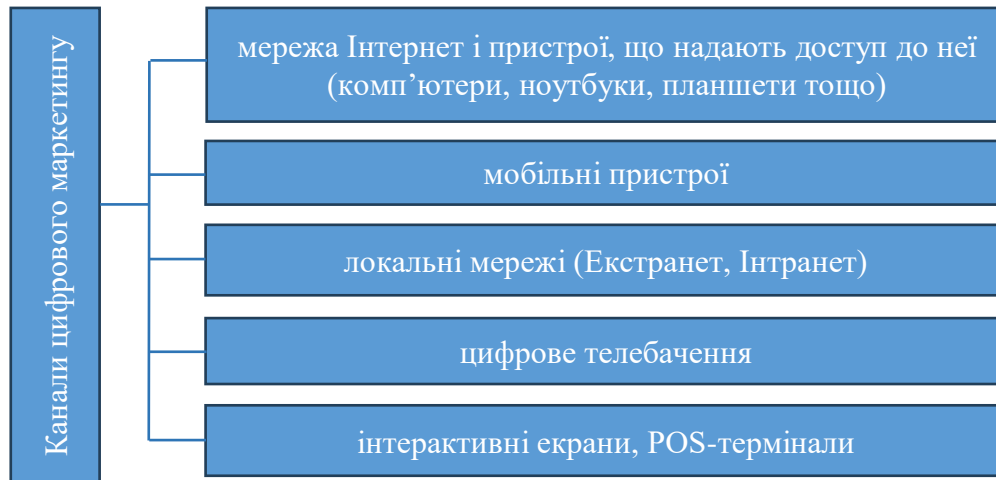 Канали цифрового маркетингу
мережа Інтернет і пристрої, що надають доступ до неї
(комп’ютери, ноутбуки, планшети тощо)
мобільні пристрої
локальні мережі (Екстранет, Інтранет)
цифрове телебачення
інтерактивні екрани, POS-термінали